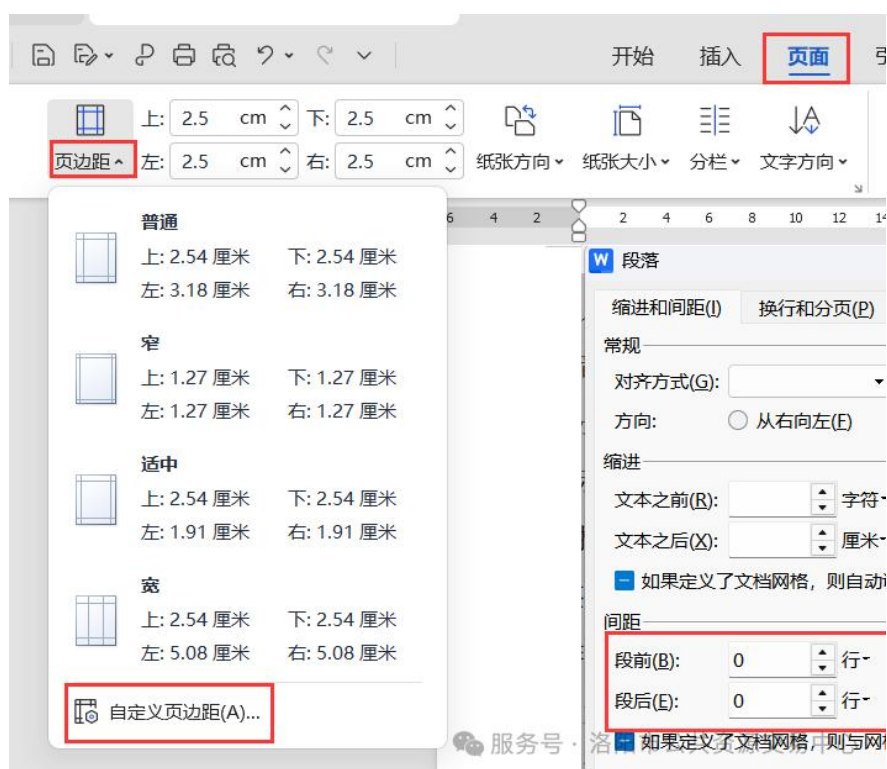 开始 插入 页面
上: 2.5 cm 下: 2.5 cm
页边距 左: 2.5 cm 右: 2.5 cm 纸张方向 纸张大小 分栏 文字方向
6 4 2 2 4 6 8 10 12 14
普通
上: 2.54 厘米 下: 2.54 厘米
左: 3.18 厘米 右: 3.18 厘米
窄
上: 1.27 厘米 下: 1.27 厘米
左: 1.27 厘米 右: 1.27 厘米
适中
上: 2.54 厘米 下: 2.54 厘米
左: 1.91 厘米 右: 1.91 厘米
宽
上: 2.54 厘米 下: 2.54 厘米
左: 5.08 厘米 右: 5.08 厘米
自定义页边距(A)...
W 段落
缩进和间距(I) 换行和分页(P)
常规
对齐方式(G):
方向: 从右向左(F)
缩进
文本之前(R): 字符
文本之后(X): 厘米
如果定义了文档网格，则自动
间距
段前(B): 0 行
段后(E): 0 行
如果定义了文档网格，则与网
服务号 ·